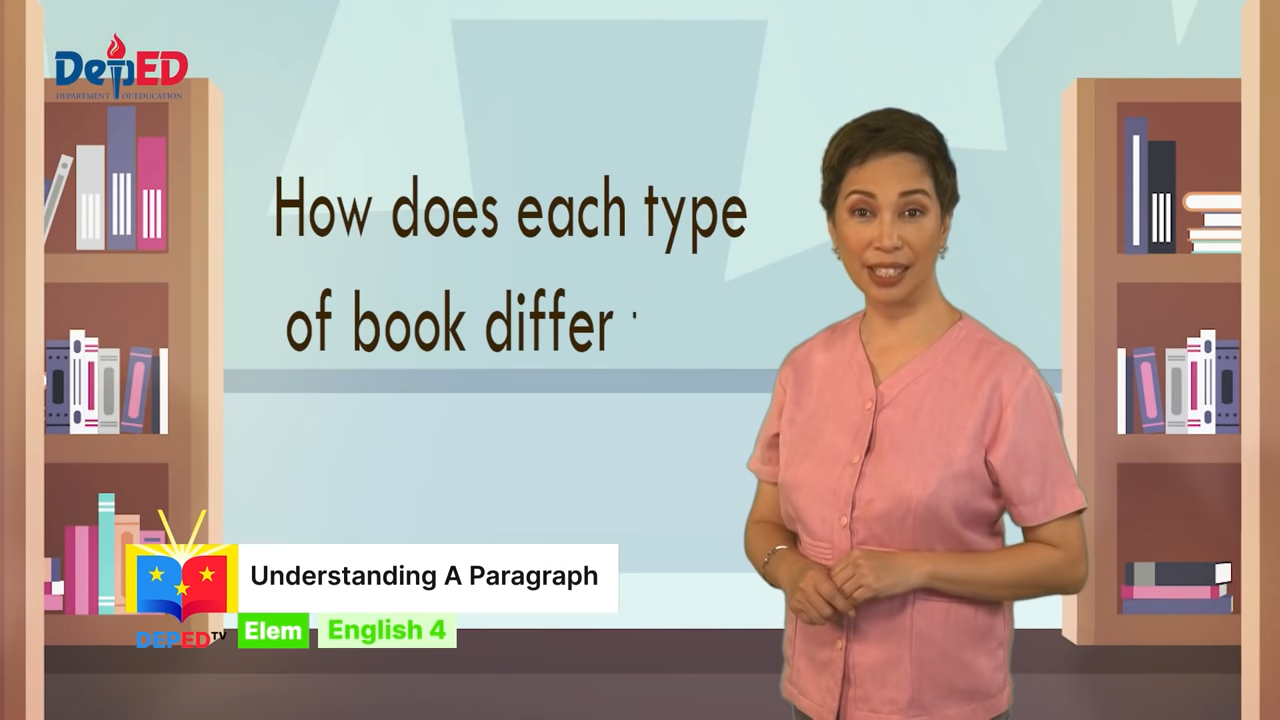 DepED
DEPARTMENT OF EDUCATION
How does each type
of book differ
Understanding A Paragraph
DEPED TV
Elem
English 4